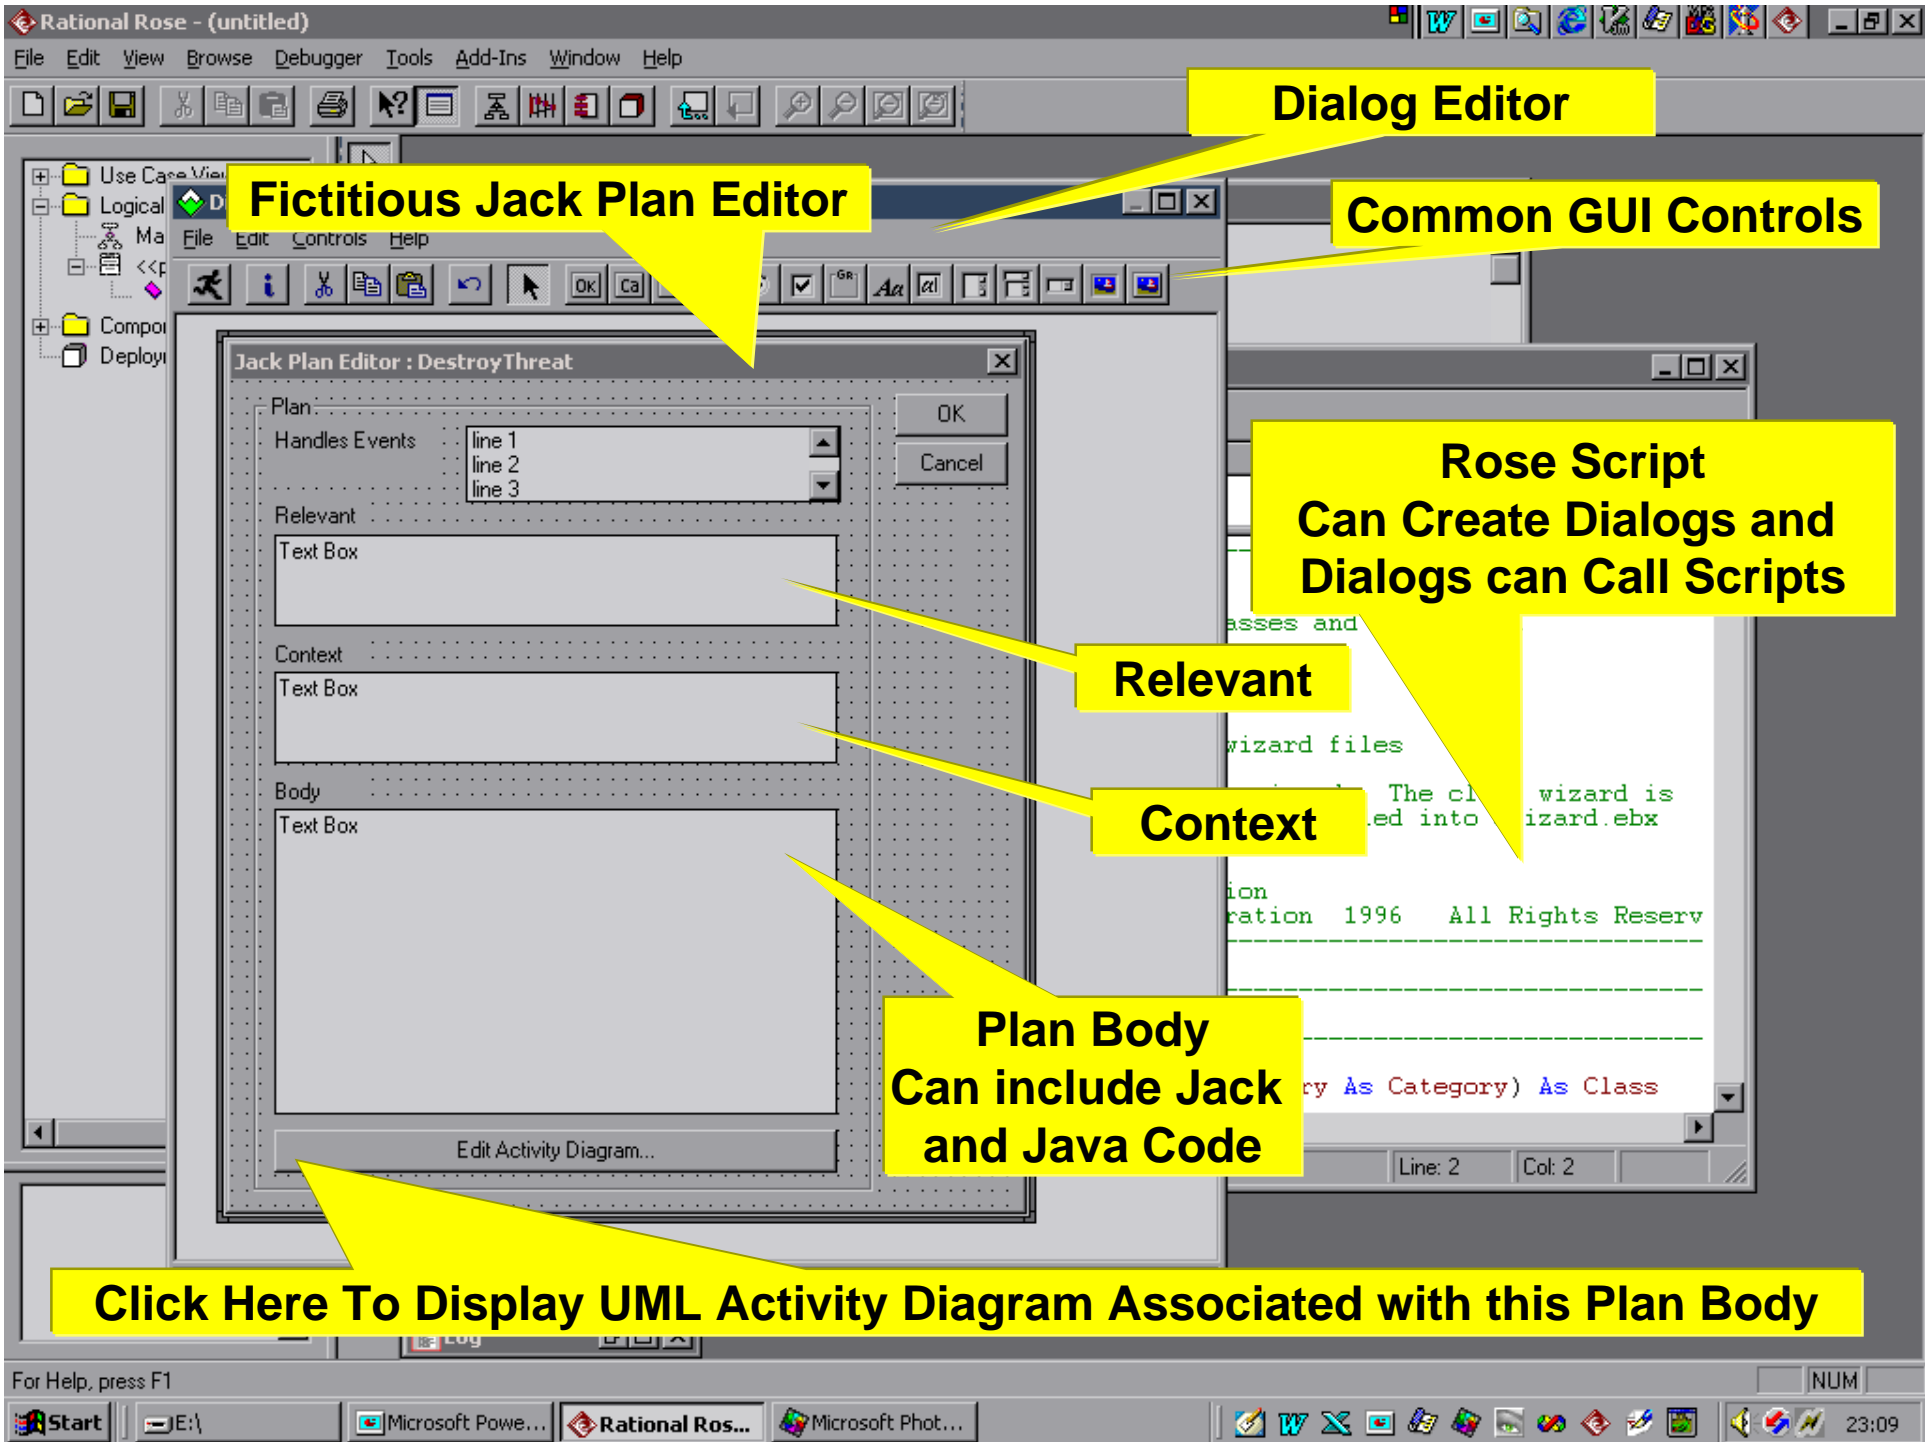 Rational Rose - (untitled)
File Edit View Browse Debugger Tools Add-Ins Window Help
Dialog Editor
Use Case View
Fictitious Jack Plan Editor
Logical
Common GUI Controls
File Edit Controls Help
OK Ca GR Aa al
Deploy
Jack Plan Editor : DestroyThreat
Plan
OK
Handles Events
line 1
line 2
line 3
Cancel
Rose Script
Can Create Dialogs and
Dialogs can Call Scripts
Relevant
Text Box
asses and
Relevant
Context
Text Box
wizard files
Context
The wizard is
into izard.ebx
Body
Text Box
ion
ration 1996 All Rights Reserv
Plan Body
Can include Jack
and Java Code
ry As Category) As Class
Edit Activity Diagram...
Line: 2 Col: 2
Click Here To Display UML Activity Diagram Associated with this Plan Body
Log
For Help, press F1
NUM
Start E:\ Microsoft Powe... Rational Ros... Microsoft Phot... 23:09